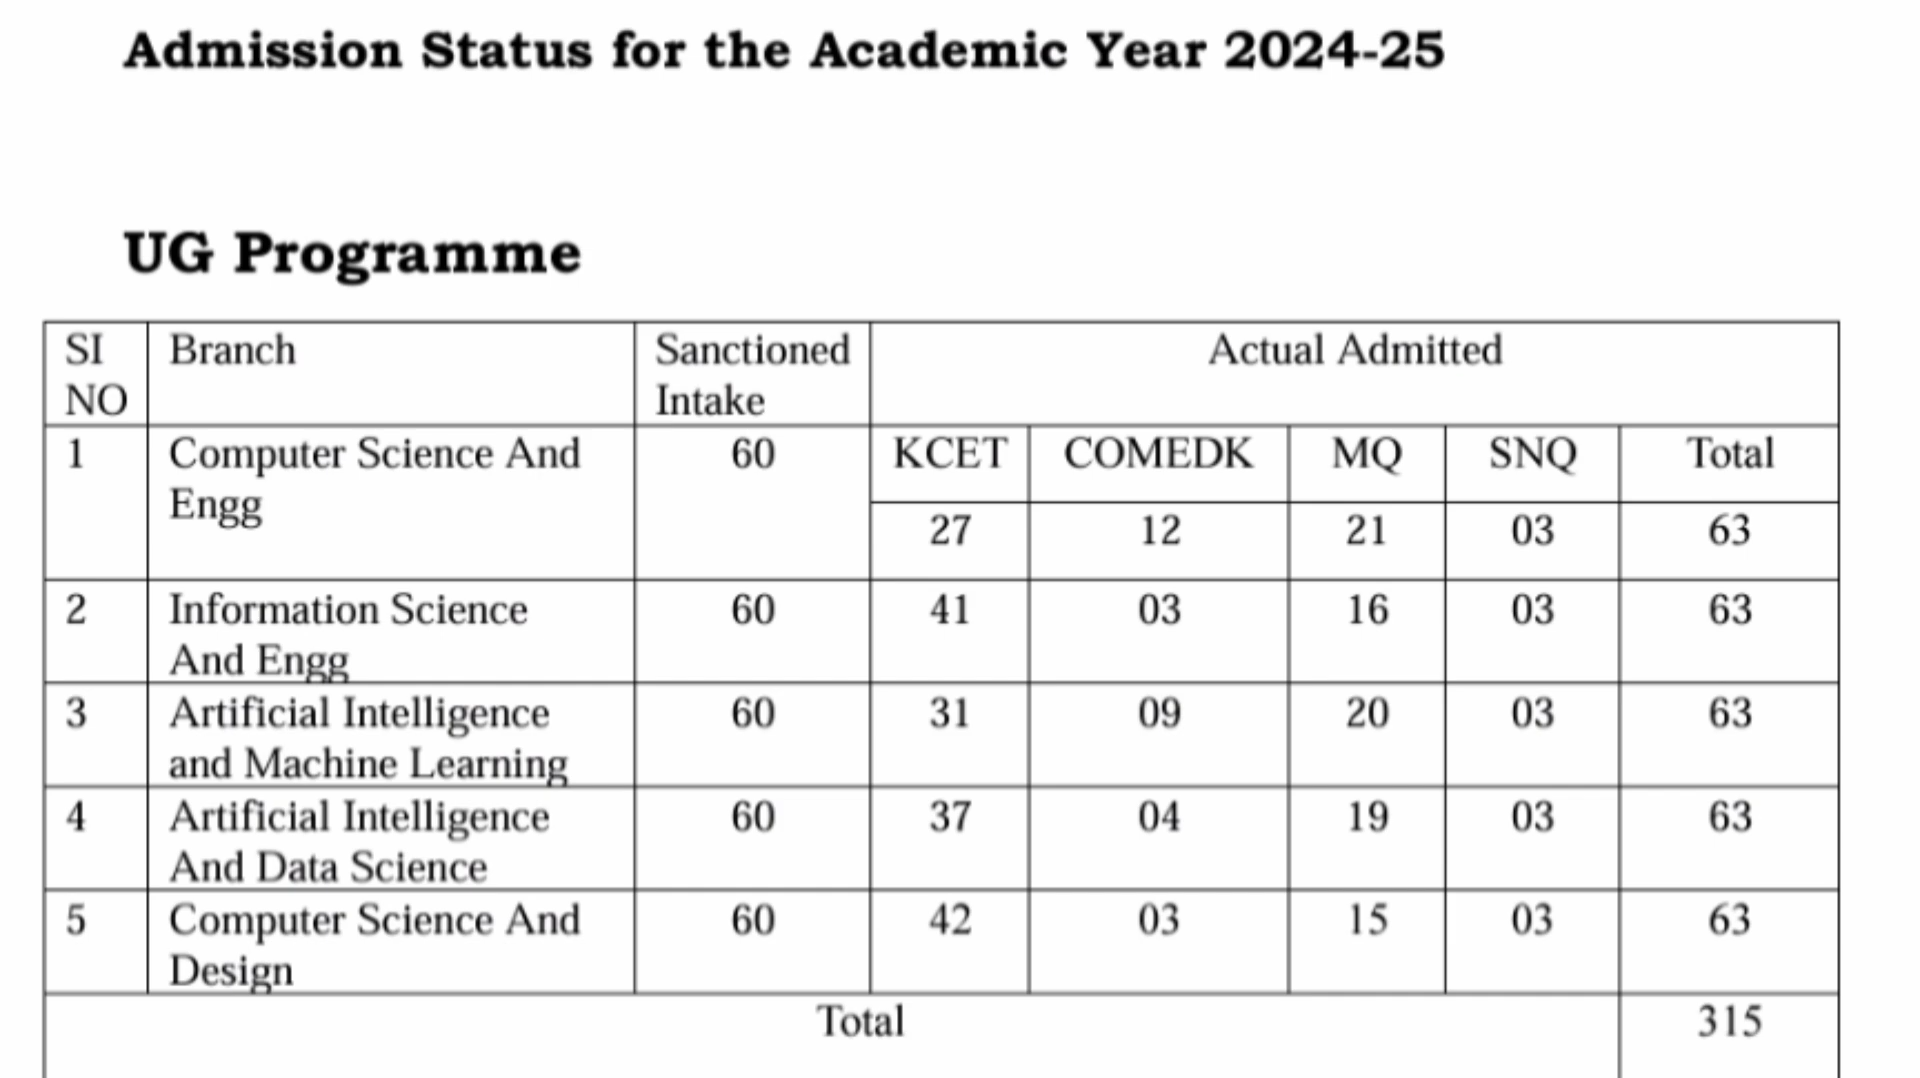 Admission Status for the Academic Year 2024-25
UG Programme
SI NO Branch Sanctioned Intake Actual Admitted
1 Computer Science And Engg 60 KCET COMEDK MQ SNQ Total
27 12 21 03 63
2 Information Science And Engg 60 41 03 16 03 63
3 Artificial Intelligence and Machine Learning 60 31 09 20 03 63
4 Artificial Intelligence And Data Science 60 37 04 19 03 63
5 Computer Science And Design 60 42 03 15 03 63
Total 315